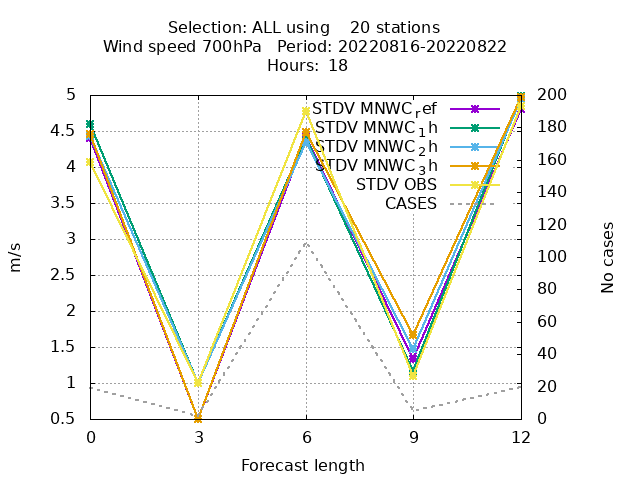 Selection: ALL using    20 stations
Wind speed 700hPa   Period: 20220816-20220822
Hours:  18
5
4.5
4
3.5
3
2.5
2
1.5
1
0.5
m/s
STDV MNWC_ref
STDV MNWC_1h
STDV MNWC_2h
STDV MNWC_3h
STDV OBS
CASES
200
180
160
140
120
100
80
60
40
20
0
No cases
0
3
6
9
12
Forecast length